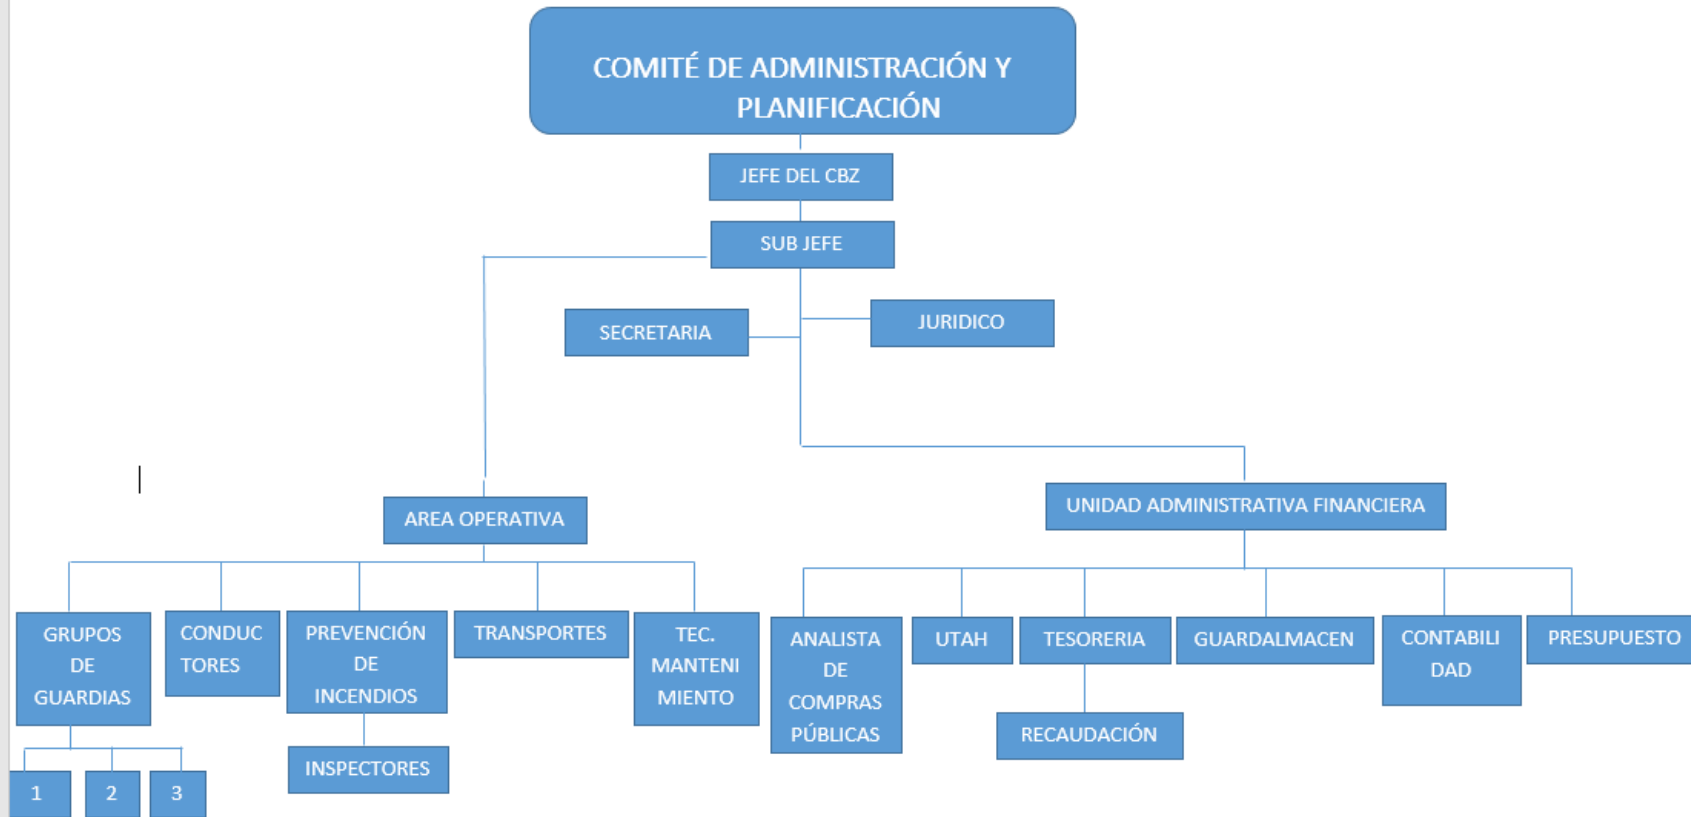 COMITÉ DE ADMINISTRACIÓN Y
PLANIFICACIÓN
JEFE DEL CBZ
SUB JEFE
SECRETARIA
JURIDICO
AREA OPERATIVA
UNIDAD ADMINISTRATIVA FINANCIERA
GRUPOS
DE
GUARDIAS
CONDUC
TORES
PREVENCIÓN
DE
INCENDIOS
TRANSPORTES
TEC.
MANTENI
MIENTO
ANALISTA
DE
COMPRAS
PÚBLICAS
UTAH
TESORERIA
GUARDALMACEN
CONTABILI
DAD
PRESUPUESTO
INSPECTORES
RECAUDACIÓN
1
2
3